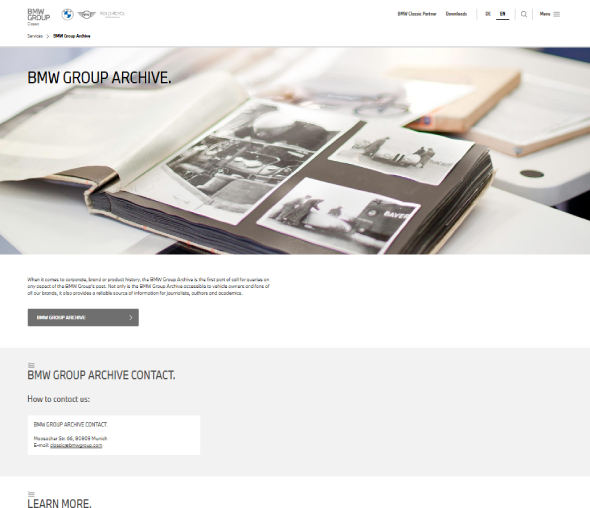 BMW
GROUP
Classic
BMW Classic Partner Downloads DE EN Menu
Services > BMW Group Archive
BMW GROUP ARCHIVE.
BAVER
When it comes to corporate, brand or product history, the BMW Group Archive is the first port of call for queries on
any aspect of the BMW Group's past. Not only is the BMW Group Archive accessible to vehicle owners and fans of
all our brands, it also provides a reliable source of information for journalists, authors and academics.
BMW GROUP ARCHIVE
BMW GROUP ARCHIVE CONTACT.
How to contact us:
BMW GROUP ARCHIVE CONTACT
Moosacher Str. 66, 80809 Munich
E-mail: classic@bmwgroup.com
LEARN MORE.